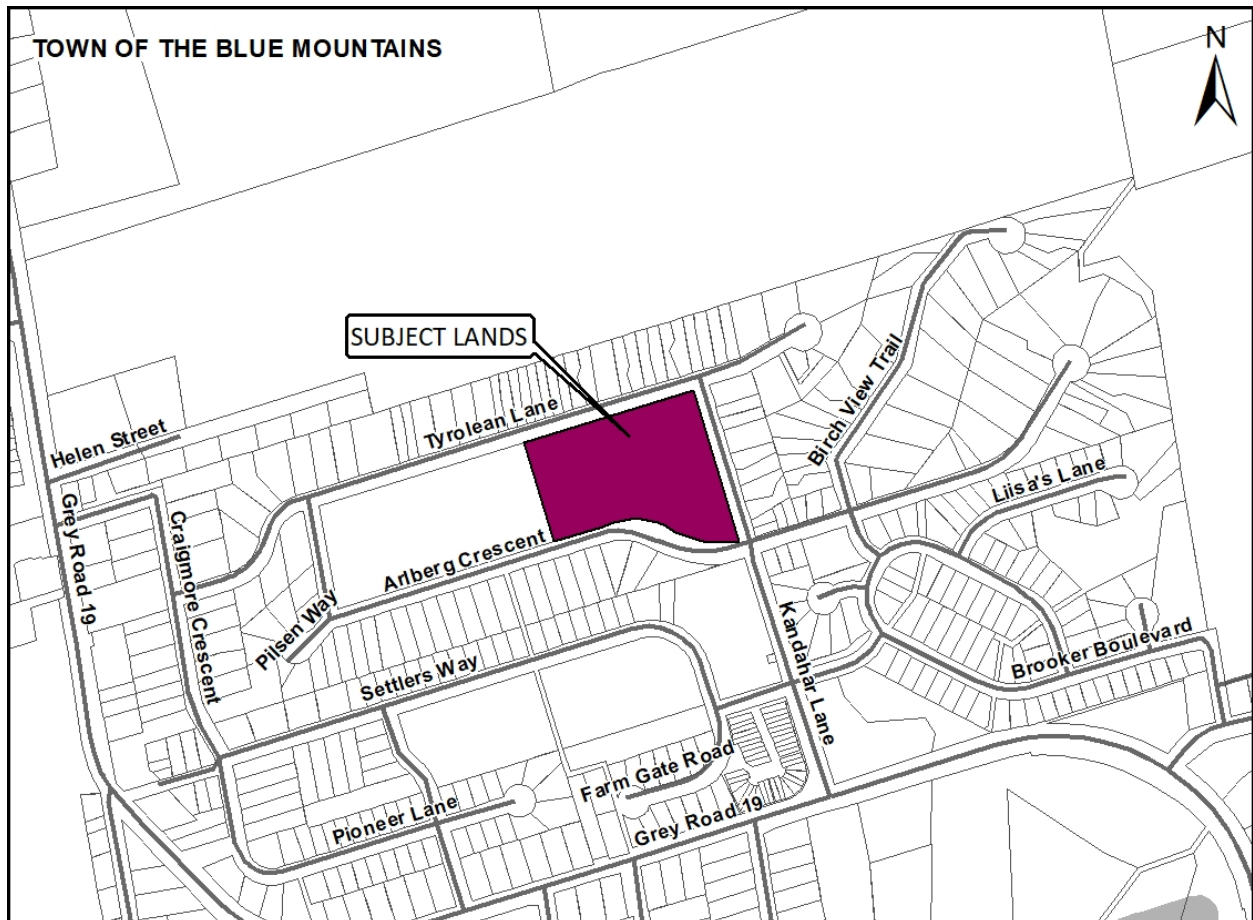 TOWN OF THE BLUE MOUNTAINS
N
SUBJECT LANDS
Tyrolean Lane
Helen Street
Birch View Trail
Liisa's Lane
Grey Road 19
Craigmore Crescent
Arlberg Crescent
Pilsen Way
Kandahar Lane
Brooker Boulevard
Settlers Way
Farm Gate Road
Pioneer Lane
Grey Road 19